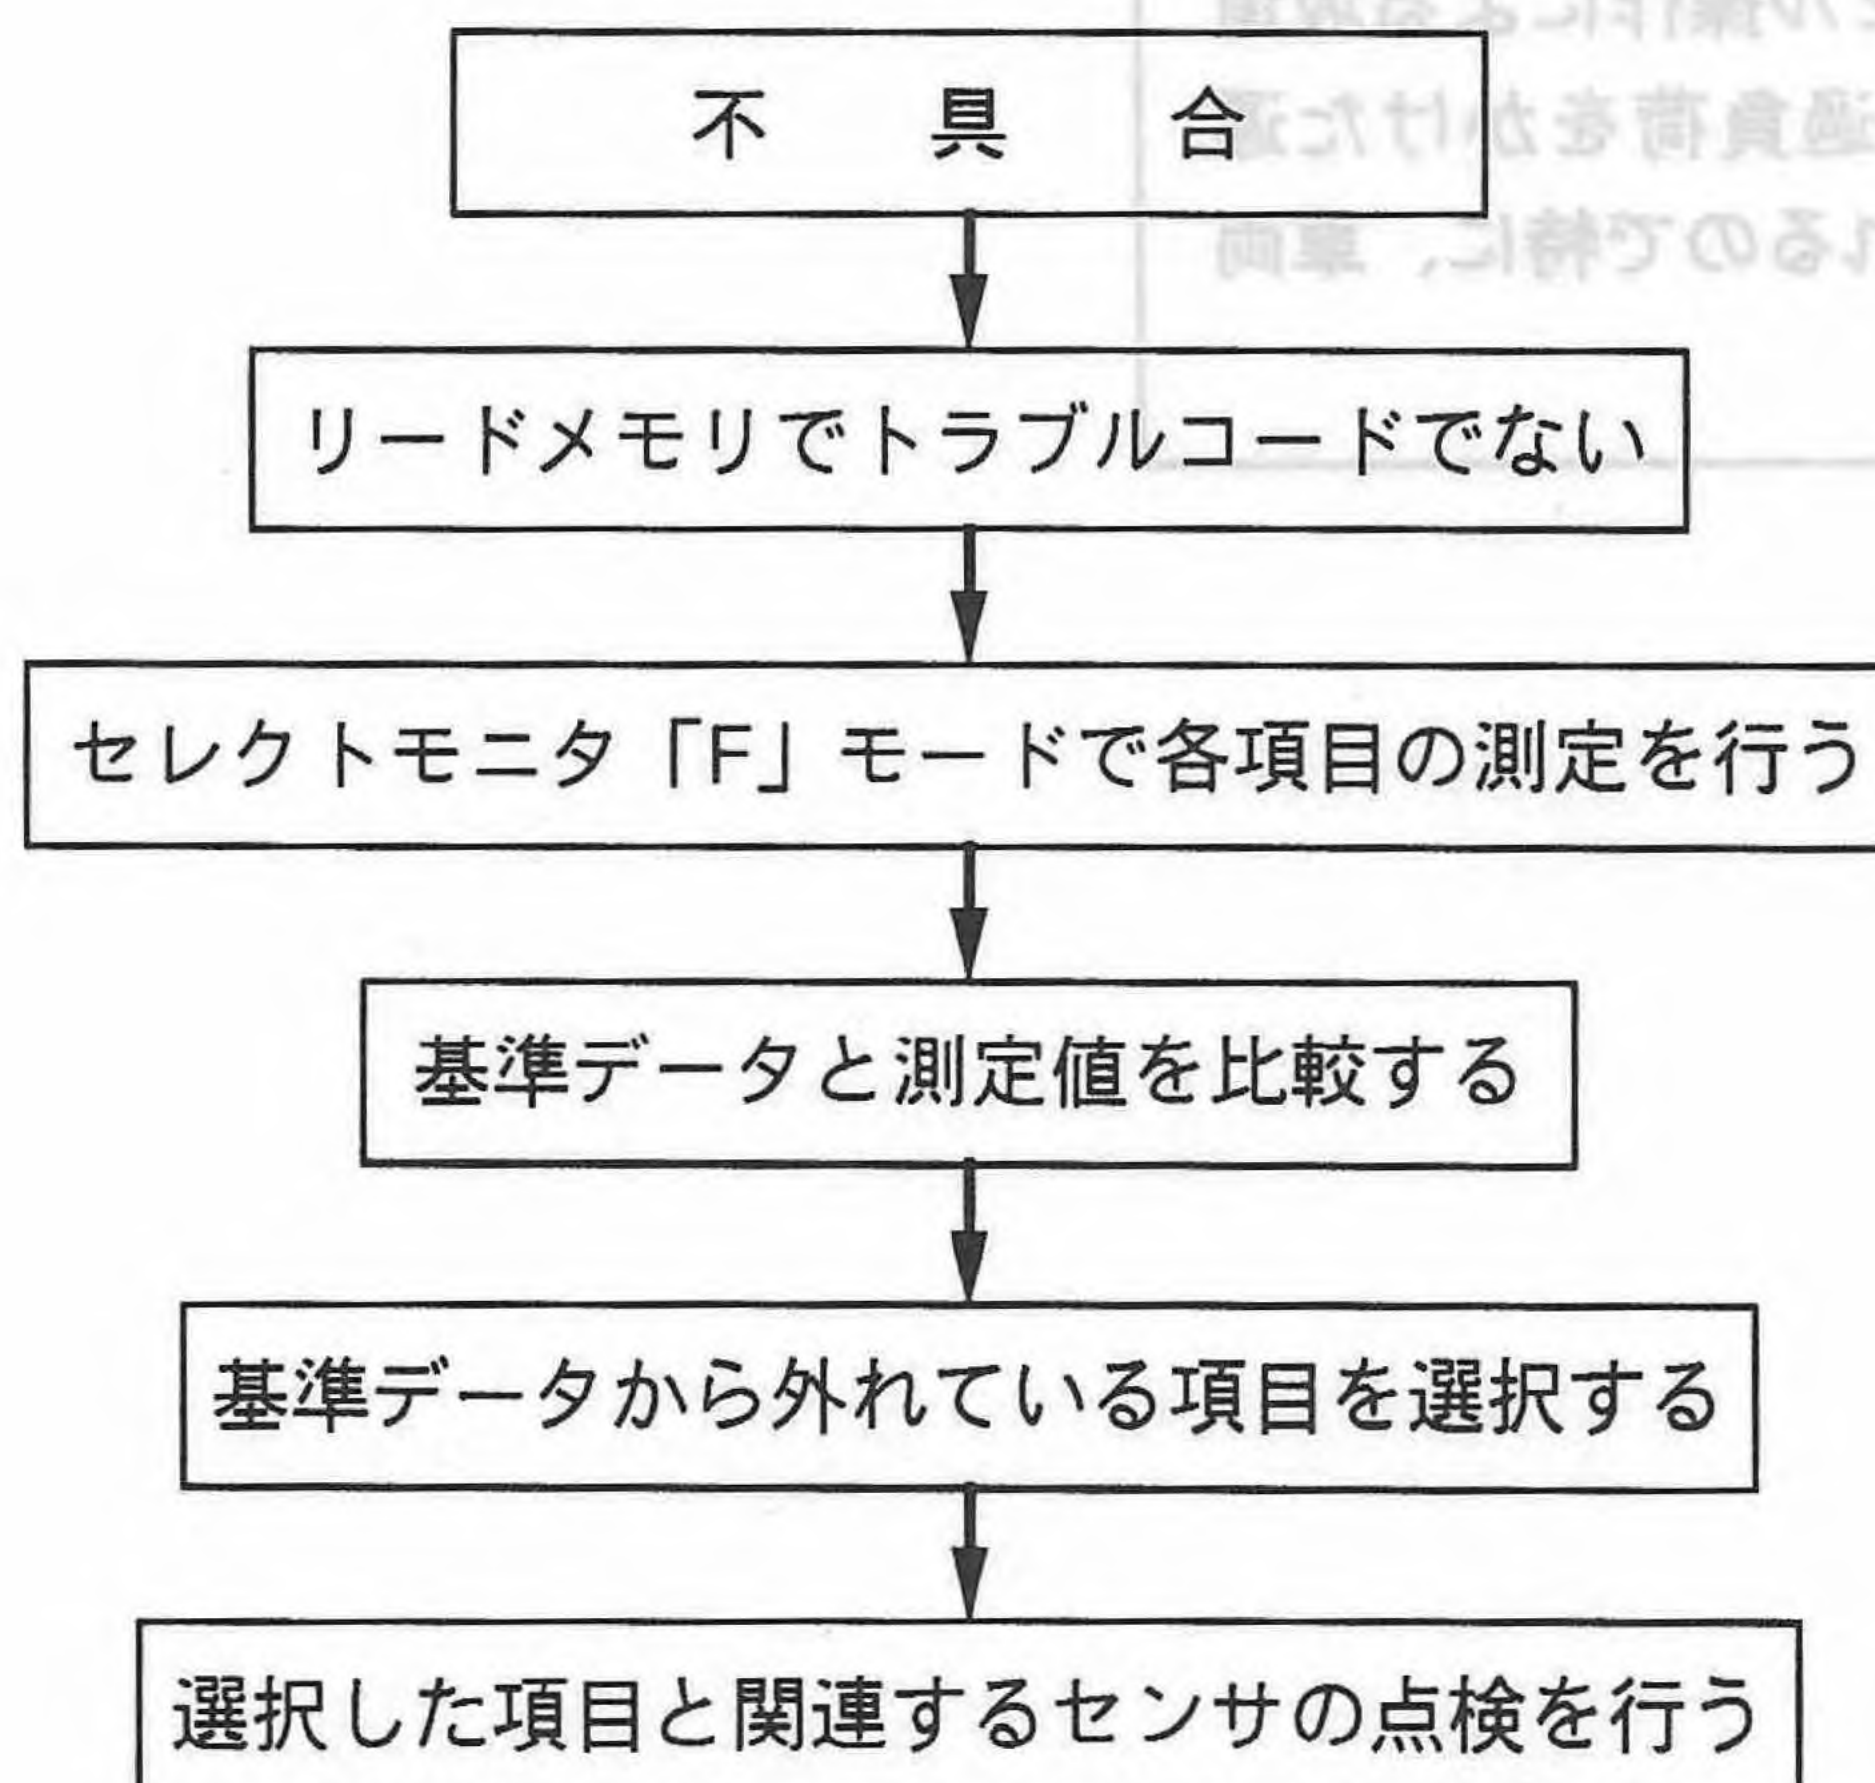 不具合
リードメモリでトラブルコードでない
セレクトモニタ「F」モードで各項目の測定を行う
基準データと測定値を比較する
基準データから外れている項目を選択する
選択した項目と関連するセンサの点検を行う